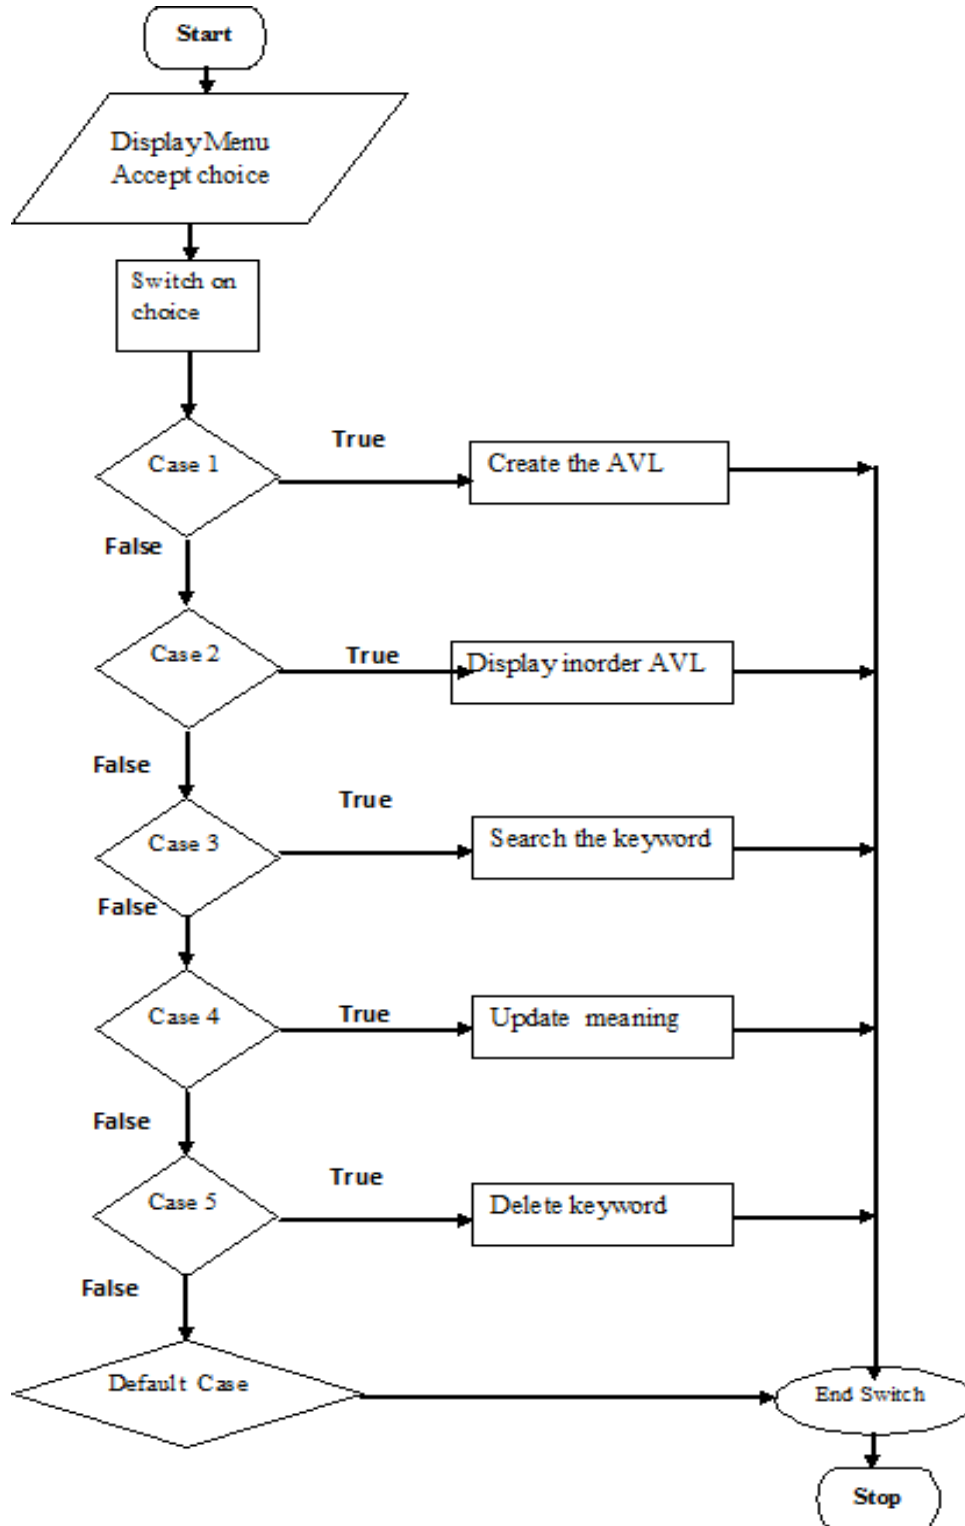 Start
Display Menu
Accept choice
Switch on
choice
Case 1
True
Create the AVL
False
Case 2
True
Display inorder AVL
False
Case 3
True
Search the keyword
False
Case 4
True
Update meaning
False
Case 5
True
Delete keyword
False
Default Case
End Switch
Stop